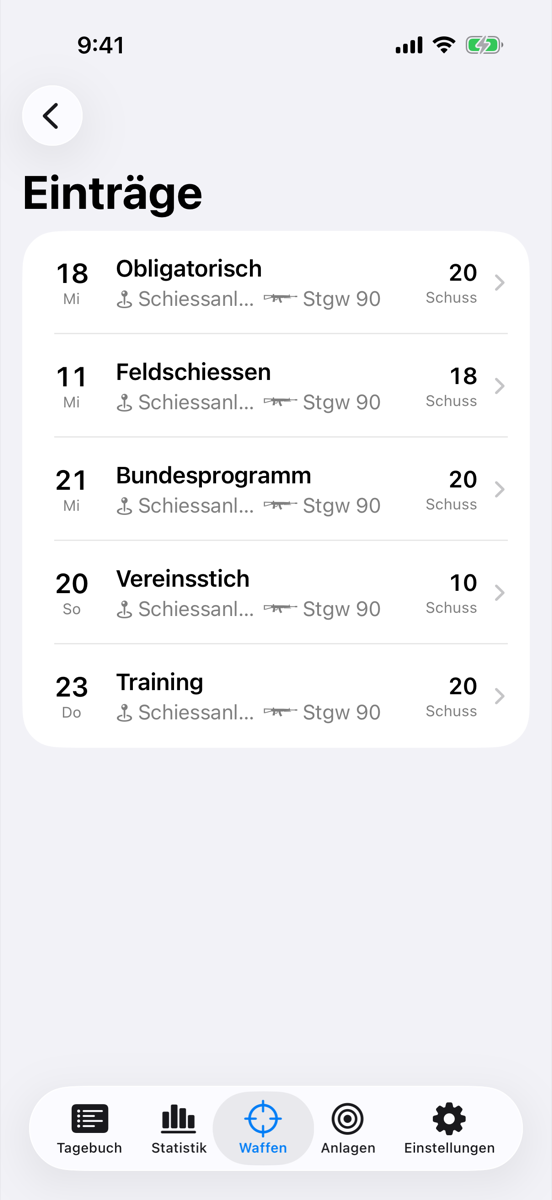 9:41
Einträge
18 Obligatorisch 20
Mi Schiessanl... Stgw 90 Schuss
11 Feldschiessen 18
Mi Schiessanl... Stgw 90 Schuss
21 Bundesprogramm 20
Mi Schiessanl... Stgw 90 Schuss
20 Vereinsstich 10
So Schiessanl... Stgw 90 Schuss
23 Training 20
Do Schiessanl... Stgw 90 Schuss
Tagebuch Statistik Waffen Anlagen Einstellungen